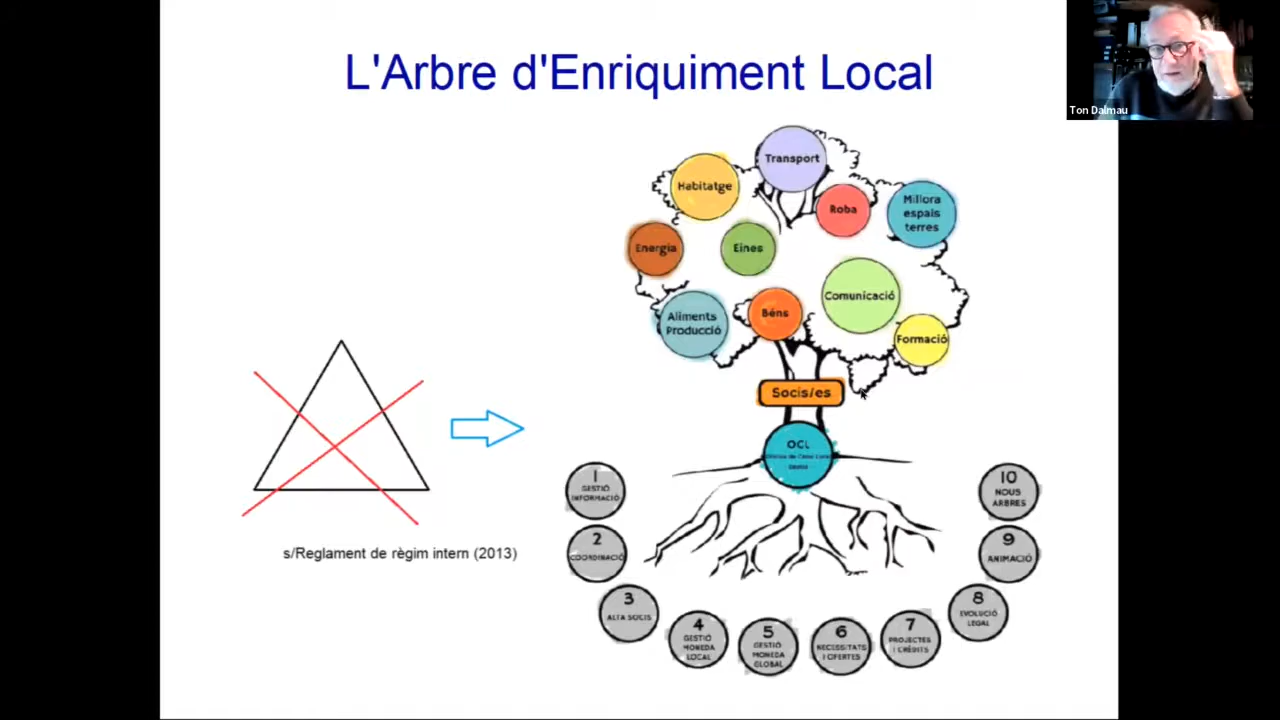 L'Arbre d'Enriquiment Local
Ton Dalmau
Transport
Habitatge
Roba
Millora
espais
terres
Energia
Eines
Comunicació
Aliments
Producció
Béns
Formació
Socis/es
OCL
s/Reglament de règim intern (2013)
1
GESTIÓ
INFORMACIÓ
2
COORDINACIÓ
3
ALTA SOCIS
4
GESTIÓ
MONEDA
LOCAL
5
GESTIÓ
MONEDA
GLOBAL
6
NECESSITATS
I OFERTES
7
PROJECTES
I CRÈDITS
8
EVOLUCIÓ
LEGAL
9
ANIMACIÓ
10
NOUS
ARBRES